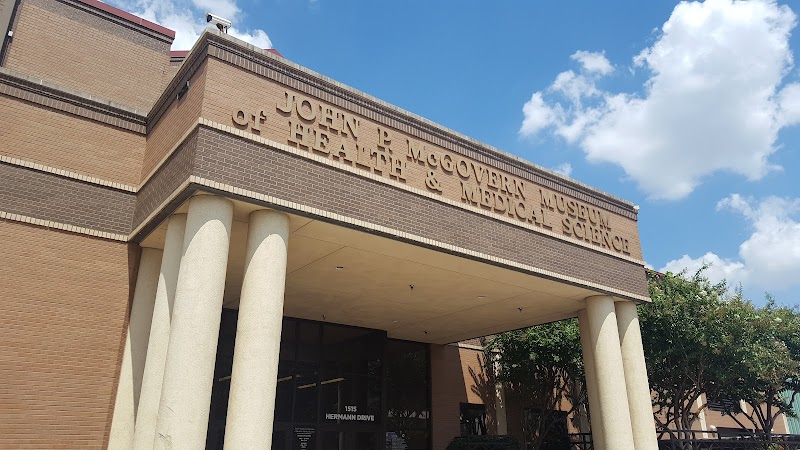 JOHN P. McGOVERN MUSEUM
of HEALTH & MEDICAL SCIENCE
1515
HERMANN DRIVE